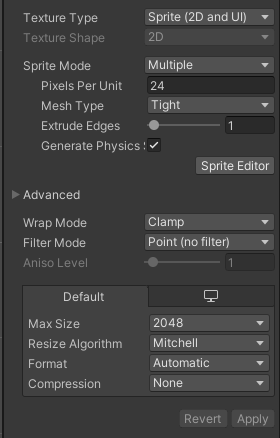 Texture Type Sprite (2D and UI)
Texture Shape 2D
Sprite Mode Multiple
Pixels Per Unit 24
Mesh Type Tight
Extrude Edges 1
Generate Physics
Sprite Editor
Advanced
Wrap Mode Clamp
Filter Mode Point (no filter)
Aniso Level 1
Default
Max Size 2048
Resize Algorithm Mitchell
Format Automatic
Compression None
Revert Apply